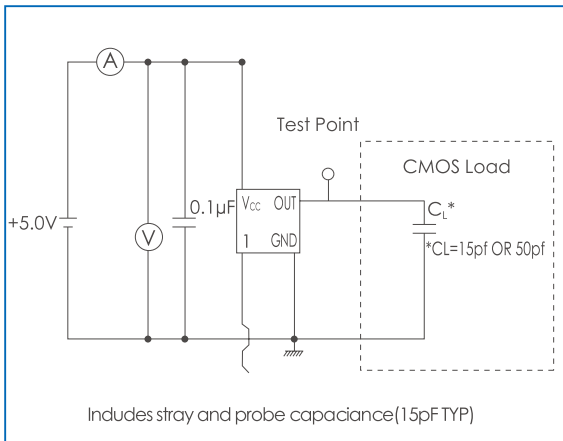 A
Test Point
CMOS Load
+5.0V
V
0.1µF
Vcc OUT
1 GND
CL*
*CL=15pf OR 50pf
Indudes stray and probe capaciance(15pF TYP)